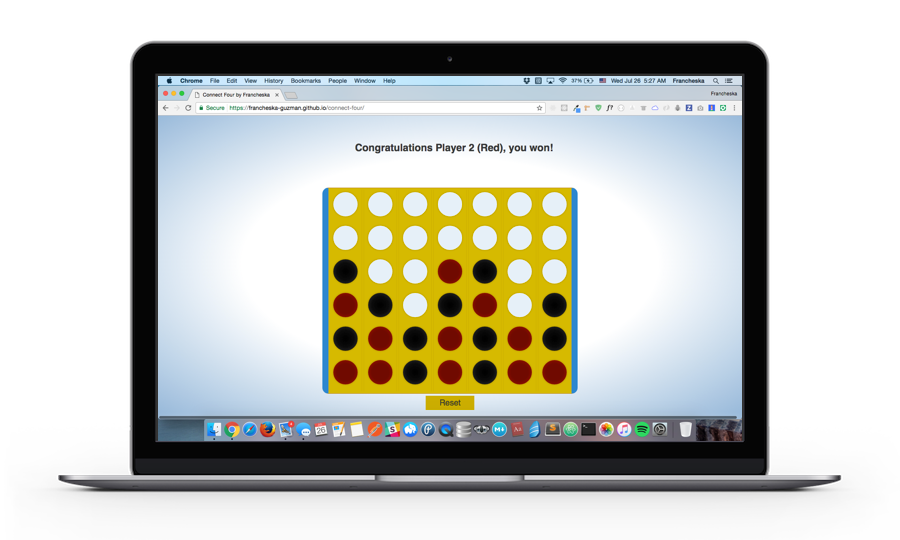 Chrome File Edit View History Bookmarks People Window Help 37% Wed Jul 26 5:27 AM Francheska
Connect Four by Francheska Francheska
Secure https://francheska-guzman.github.io/connect-four/
Congratulations Player 2 (Red), you won!
Reset